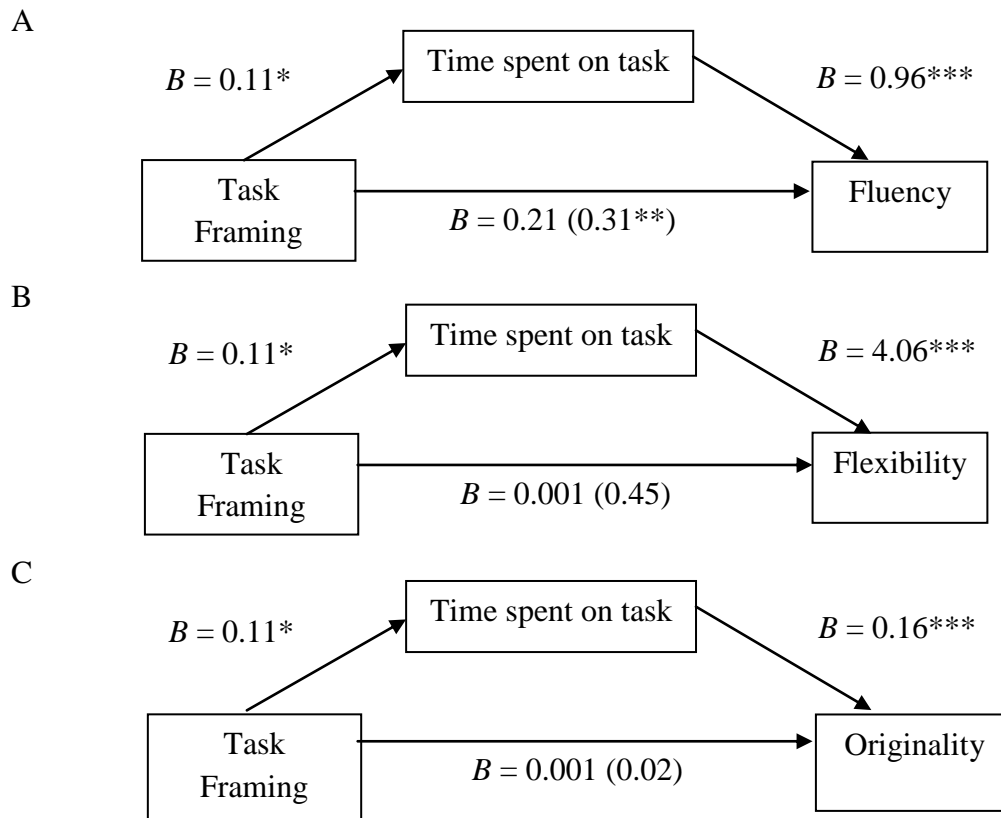 A
Time spent on task
B = 0.11*
B = 0.96***
Task
Framing
Fluency
B = 0.21 (0.31**)
B
Time spent on task
B = 0.11*
B = 4.06***
Task
Framing
Flexibility
B = 0.001 (0.45)
C
Time spent on task
B = 0.11*
B = 0.16***
Task
Framing
Originality
B = 0.001 (0.02)